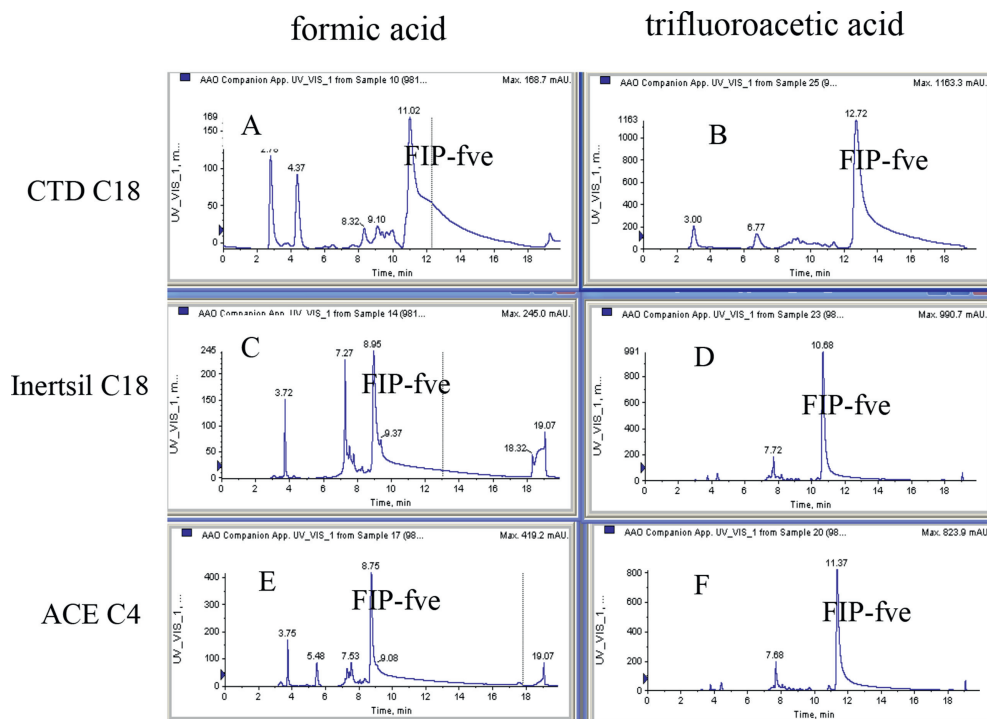 formic acid
trifluoroacetic acid
CTD C18
AAO Companion App. UV_VIS_1 from Sample 10 (981...
Max. 168.7 mAU.
A
UV_VIS_1, m...
169
150
100
50
0
4.37
8.32
9.10
11.02
FIP-fve
0 2 4 6 8 10 12 14 16 18
Time, min
AAO Companion App. UV_VIS_1 from Sample 25 (9...
Max. 1163.3 mAU.
B
UV_VIS_1, m...
1163
1000
800
600
400
200
0
3.00
6.77
12.72
FIP-fve
0 2 4 6 8 10 12 14 16 18
Time, min
Inertsil C18
AAO Companion App. UV_VIS_1 from Sample 14 (981...
Max. 245.0 mAU.
C
UV_VIS_1, m...
245
200
150
100
50
0
3.72
7.27
8.95
FIP-fve
9.37
18.32
19.07
0 2 4 6 8 10 12 14 16 18
Time, min
AAO Companion App. UV_VIS_1 from Sample 23 (98...
Max. 990.7 mAU.
D
UV_VIS_1, m...
991
800
600
400
200
0
7.72
10.68
FIP-fve
0 2 4 6 8 10 12 14 16 18
Time, min
ACE C4
AAO Companion App. UV_VIS_1 from Sample 17 (98...
Max. 419.2 mAU.
E
UV_VIS_1, ...
400
300
200
100
0
3.75
5.48
7.53
8.75
FIP-fve
9.08
19.07
0 2 4 6 8 10 12 14 16 18
Time, min
AAO Companion App. UV_VIS_1 from Sample 20 (98...
Max. 823.9 mAU.
F
UV_VIS_1, ...
800
600
400
200
0
7.68
11.37
FIP-fve
0 2 4 6 8 10 12 14 16 18
Time, min